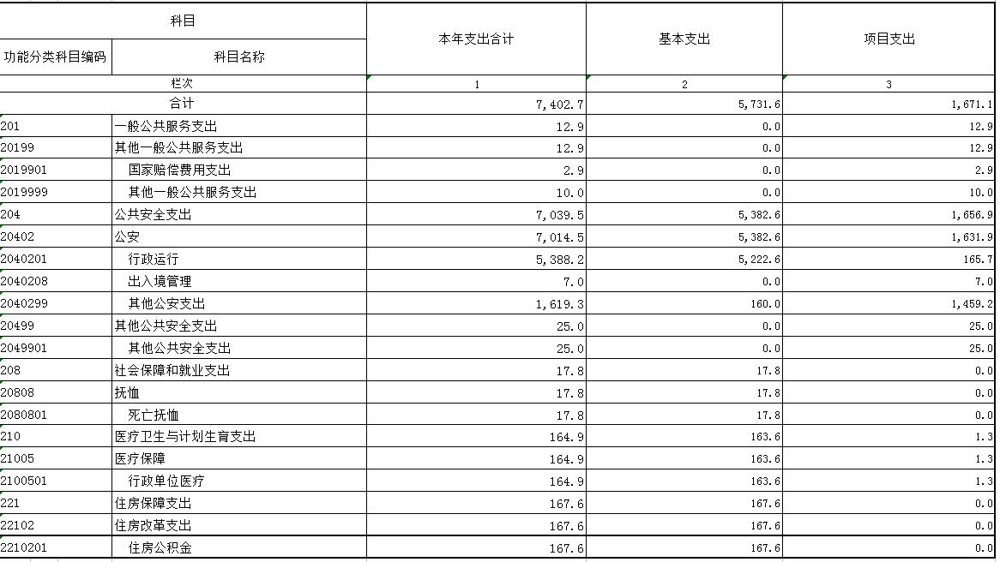 科目 本年支出合计 基本支出 项目支出
功能分类科目编码 科目名称
栏次 1 2 3
合计 7,402.7 5,731.6 1,671.1
201 一般公共服务支出 12.9 0.0 12.9
20199 其他一般公共服务支出 12.9 0.0 12.9
2019901 国家赔偿费用支出 2.9 0.0 2.9
2019999 其他一般公共服务支出 10.0 0.0 10.0
204 公共安全支出 7,039.5 5,382.6 1,656.9
20402 公安 7,014.5 5,382.6 1,631.9
2040201 行政运行 5,388.2 5,222.6 165.7
2040208 出入境管理 7.0 0.0 7.0
2040299 其他公安支出 1,619.3 160.0 1,459.2
20499 其他公共安全支出 25.0 0.0 25.0
2049901 其他公共安全支出 25.0 0.0 25.0
208 社会保障和就业支出 17.8 17.8 0.0
20808 抚恤 17.8 17.8 0.0
2080801 死亡抚恤 17.8 17.8 0.0
210 医疗卫生与计划生育支出 164.9 163.6 1.3
21005 医疗保障 164.9 163.6 1.3
2100501 行政单位医疗 164.9 163.6 1.3
221 住房保障支出 167.6 167.6 0.0
22102 住房改革支出 167.6 167.6 0.0
2210201 住房公积金 167.6 167.6 0.0